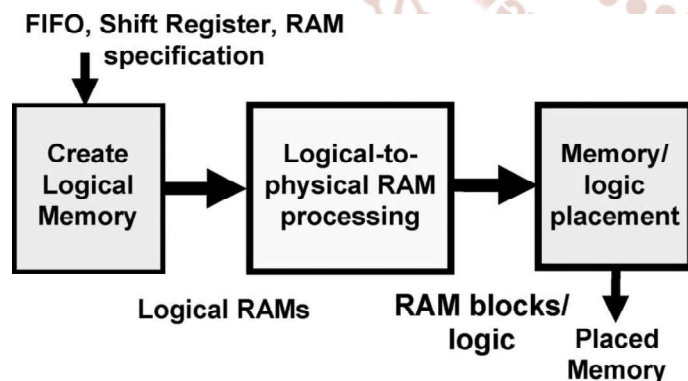 FIFO, Shift Register, RAM
specification
Create
Logical
Memory
Logical-to-
physical RAM
processing
Memory/
logic
placement
Logical RAMs
RAM blocks/
logic
Placed
Memory